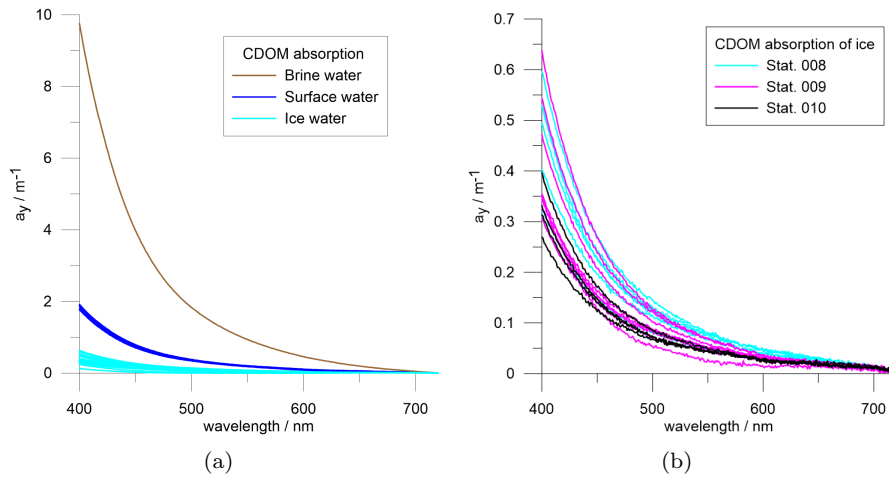 CDOM absorption
Brine water
Surface water
Ice water
10
8
6
4
2
0
a_y / m-1
400
500
600
700
wavelength / nm
(a)
CDOM absorption of ice
Stat. 008
Stat. 009
Stat. 010
0.7
0.6
0.5
0.4
0.3
0.2
0.1
0
a_y / m-1
400
500
600
700
wavelength / nm
(b)